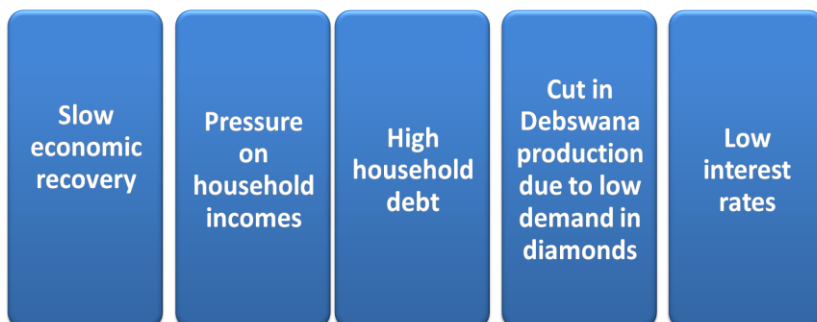 Slow
economic
recovery
Pressure
on
household
incomes
High
household
debt
Cut in
Debswana
production
due to low
demand in
diamonds
Low
interest
rates